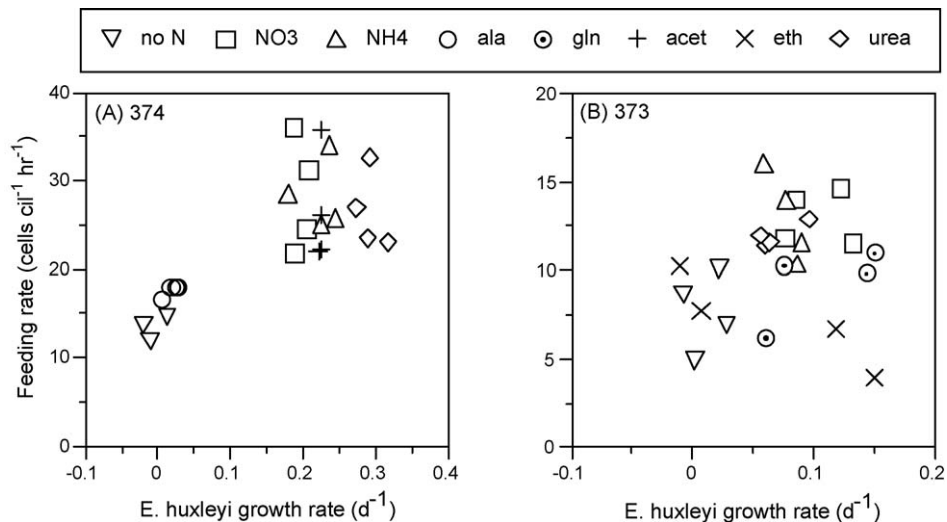 no N NO3 NH4 ala gln acet eth urea
(A) 374
40
30
20
10
0
-0.1 0 0.1 0.2 0.3 0.4
Feeding rate (cells cil⁻¹ hr⁻¹)
E. huxleyi growth rate (d⁻¹)
(B) 373
20
15
10
5
0
-0.1 0 0.1 0.2
E. huxleyi growth rate (d⁻¹)